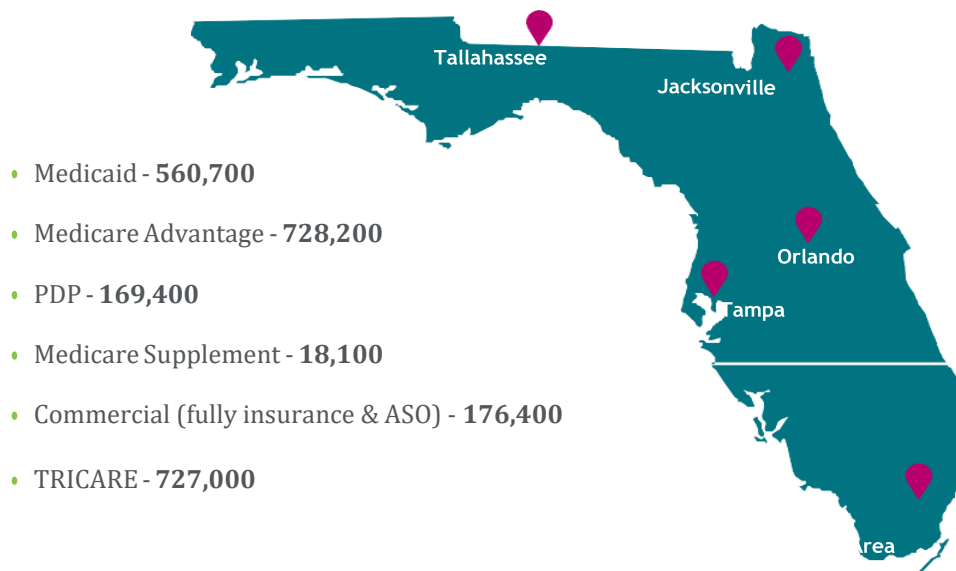 Tallahassee
Jacksonville
• Medicaid - 560,700
• Medicare Advantage - 728,200
Orlando
• PDP - 169,400
Tampa
• Medicare Supplement - 18,100
• Commercial (fully insurance & ASO) - 176,400
• TRICARE - 727,000
Area